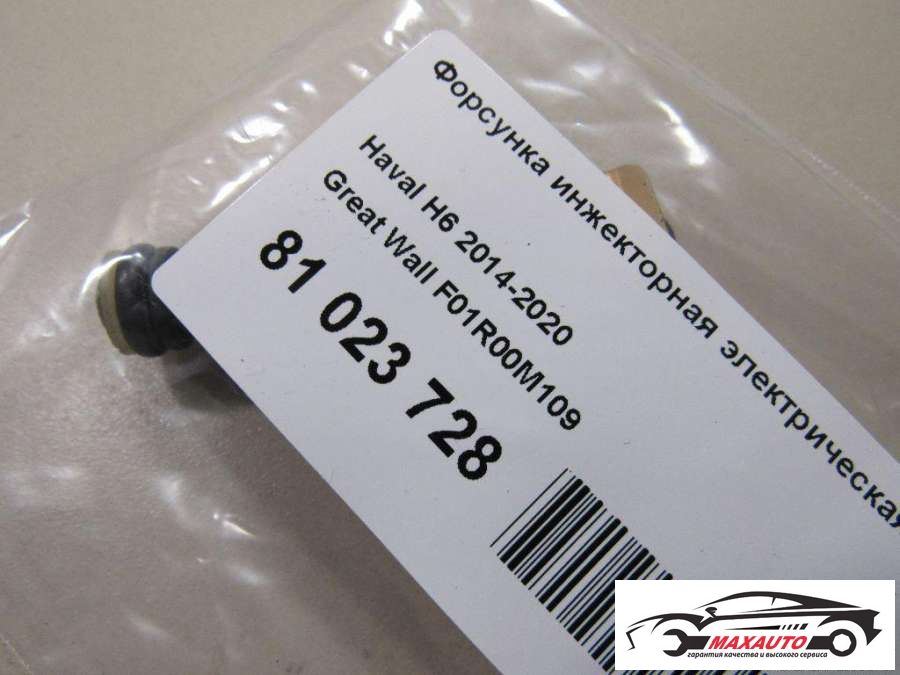 Форсунка инжекторная электрическая
Haval H6 2014-2020
Great Wall F01R00M109
81 023 728
MAXAUTO
гарантия качества и высокого сервиса